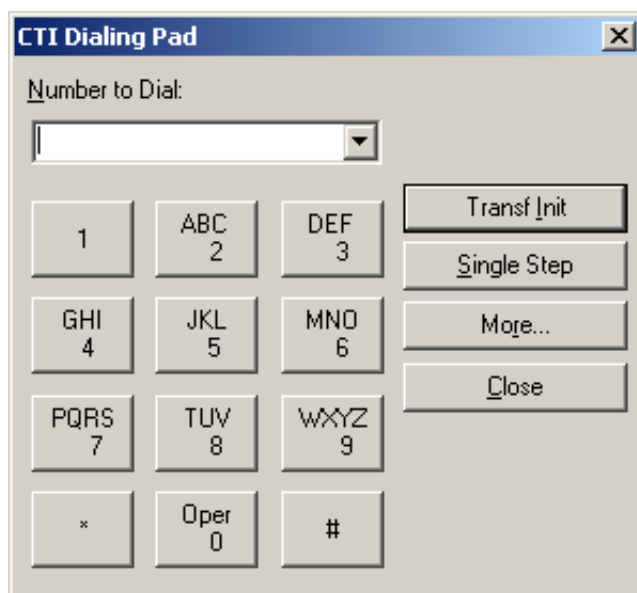 CTI Dialing Pad
Number to Dial:
1
ABC
2
DEF
3
GHI
4
JKL
5
MNO
6
PQRS
7
TUV
8
WXYZ
9
*
Oper
0
#
Transf Init
Single Step
More...
Close